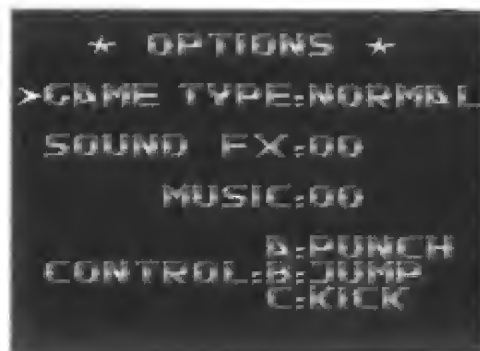 ★ OPTIONS ★
>GAME TYPE:NORMAL
SOUND FX:00
MUSIC:00
A:PUNCH
CONTROL:B:JUMP
C:KICK